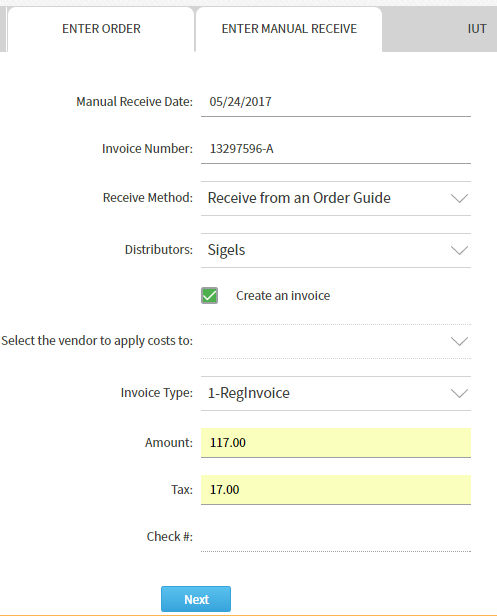 ENTER ORDER
ENTER MANUAL RECEIVE
IUT
Manual Receive Date: 05/24/2017
Invoice Number: 13297596-A
Receive Method: Receive from an Order Guide
Distributors: Sigels
Create an invoice
Select the vendor to apply costs to:
Invoice Type: 1-RegInvoice
Amount: 117.00
Tax: 17.00
Check #:
Next